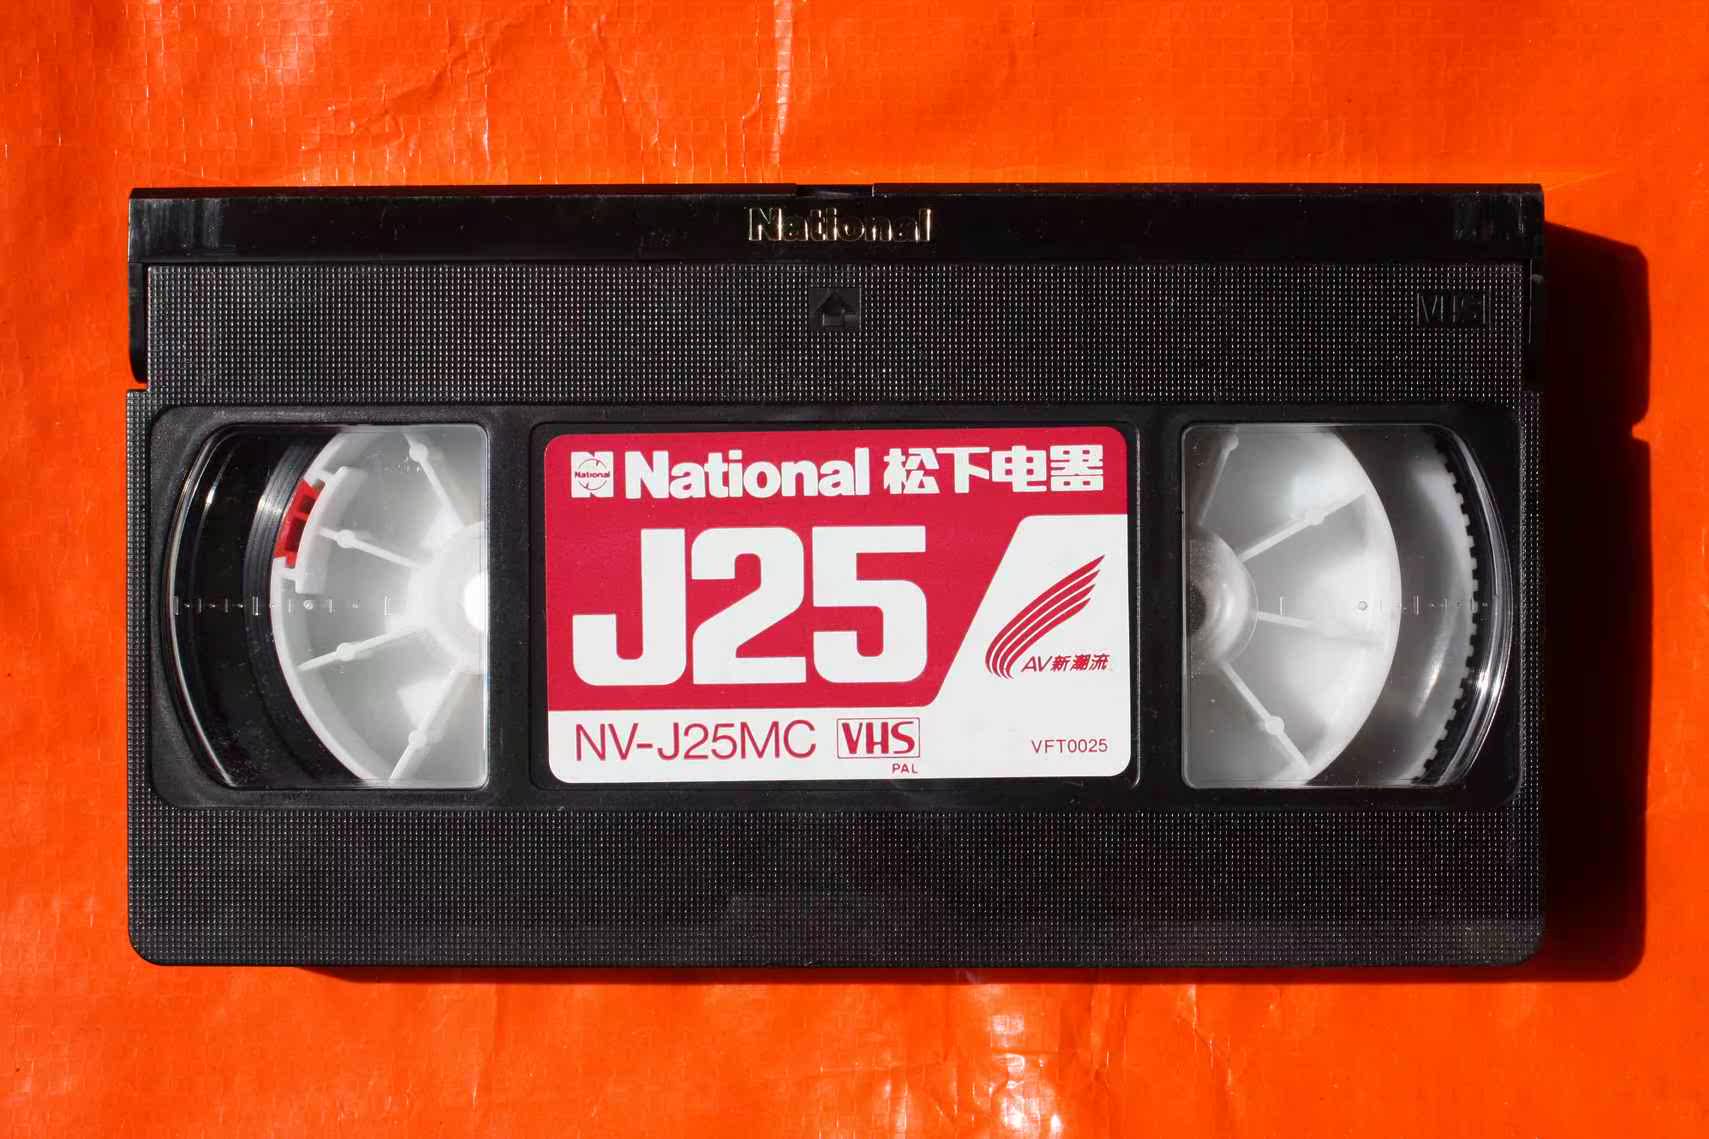 National
VHS
National
National 松下电器
J25
AV新潮流
NV-J25MC VHS
PAL
VFT0025